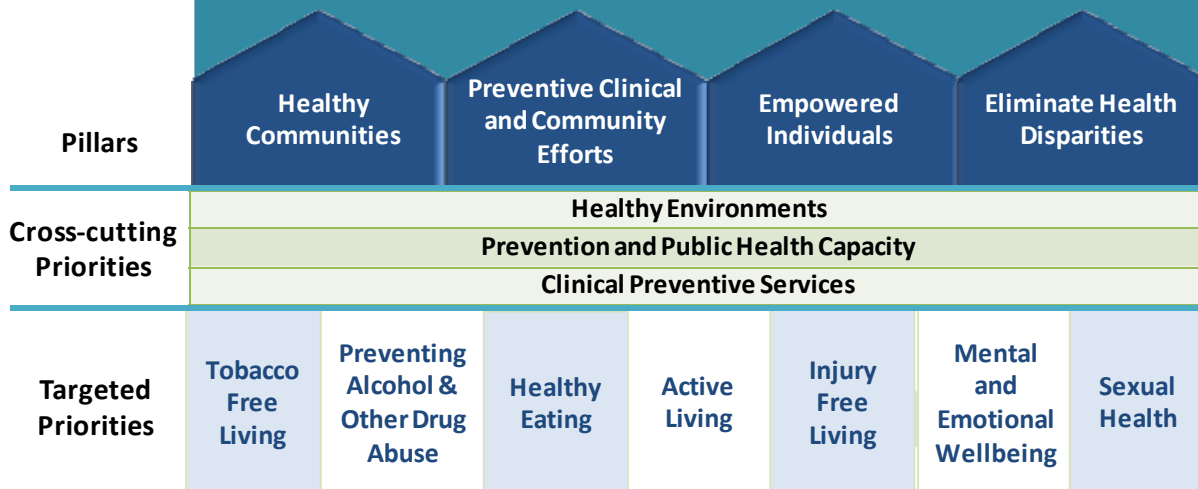 Pillars
Healthy
Communities
Preventive Clinical
and Community
Efforts
Empowered
Individuals
Eliminate Health
Disparities
Cross-cutting
Priorities
Healthy Environments
Prevention and Public Health Capacity
Clinical Preventive Services
Targeted
Priorities
Tobacco
Free
Living
Preventing
Alcohol &
Other Drug
Abuse
Healthy
Eating
Active
Living
Injury
Free
Living
Mental
and
Emotional
Wellbeing
Sexual
Health